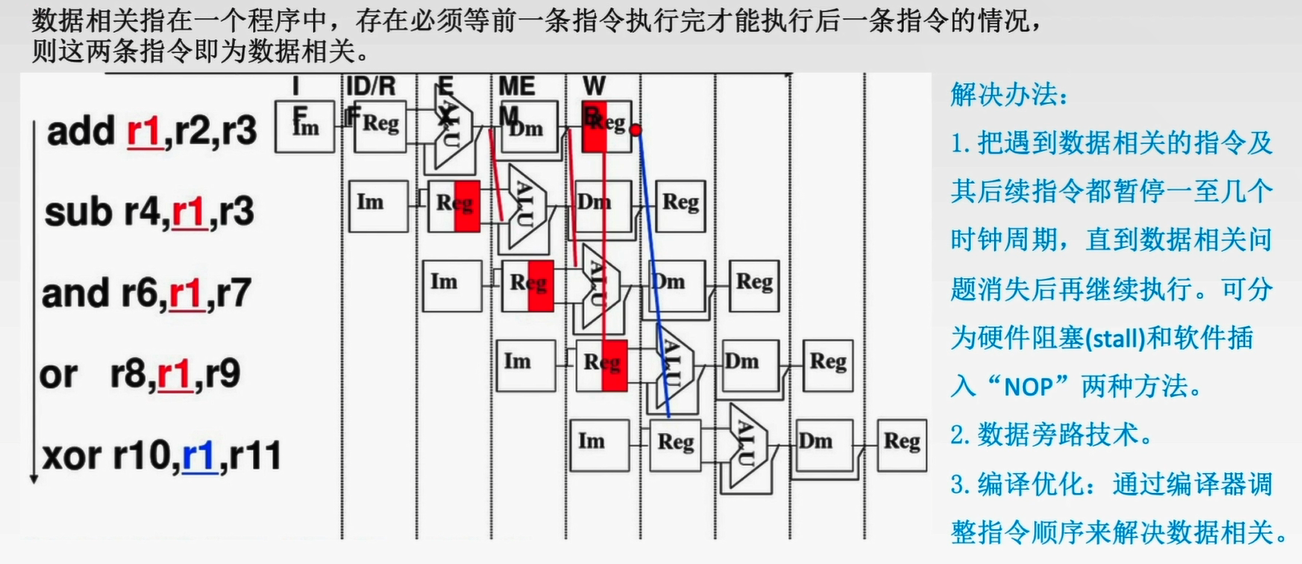 数据相关指在一个程序中，存在必须等前一条指令执行完才能执行后一条指令的情况，
则这两条指令即为数据相关。
IF ID/RF EX MEM WB
add r1,r2,r3 Im Reg ALU Dm Reg
sub r4,r1,r3 Im Reg ALU Dm Reg
and r6,r1,r7 Im Reg ALU Dm Reg
or r8,r1,r9 Im Reg ALU Dm Reg
xor r10,r1,r11 Im Reg ALU Dm Reg
解决办法：
1.把遇到数据相关的指令及
其后续指令都暂停一至几个
时钟周期，直到数据相关问
题消失后再继续执行。可分
为硬件阻塞(stall)和软件插
入“NOP”两种方法。
2.数据旁路技术。
3.编译优化：通过编译器调
整指令顺序来解决数据相关。